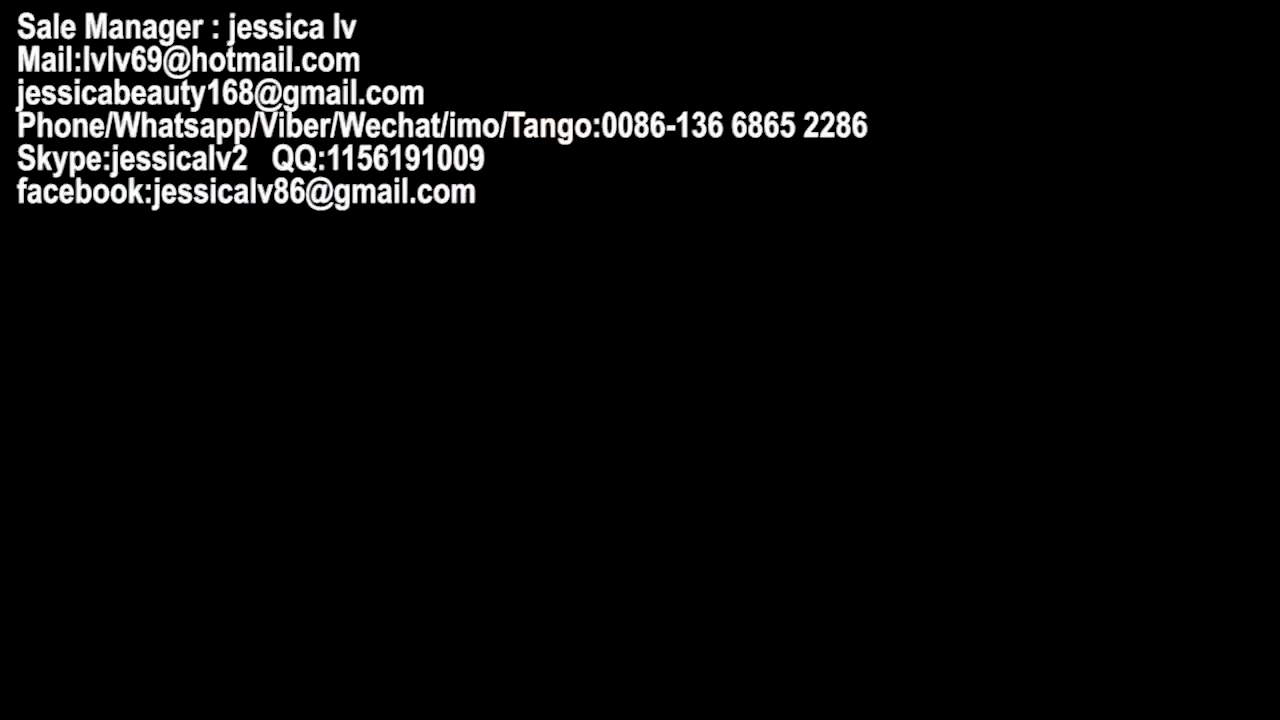 Sale Manager : jessica lv
Mail:lvlv69@hotmail.com
jessicabeauty168@gmail.com
Phone/Whatsapp/Viber/Wechat/imo/Tango:0086-136 6865 2286
Skype:jessicalv2   QQ:1156191009
facebook:jessicalv86@gmail.com